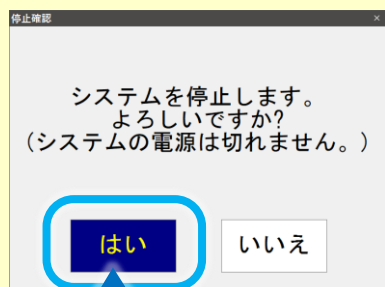 停止確認
×
システムを停止します。
よろしいですか?
(システムの電源は切れません。)
はい
いいえ